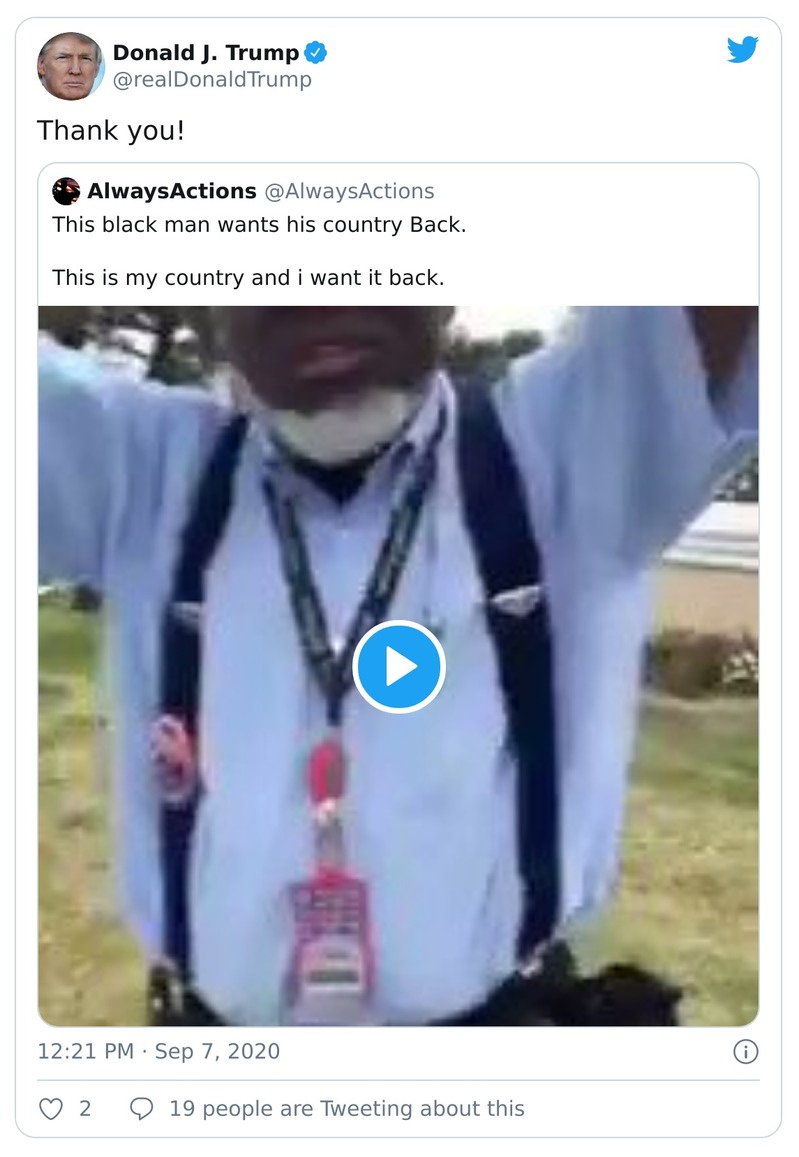 Donald J. Trump
@realDonaldTrump
Thank you!
AlwaysActions @AlwaysActions
This black man wants his country Back.
This is my country and i want it back.
12:21 PM · Sep 7, 2020
2 19 people are Tweeting about this